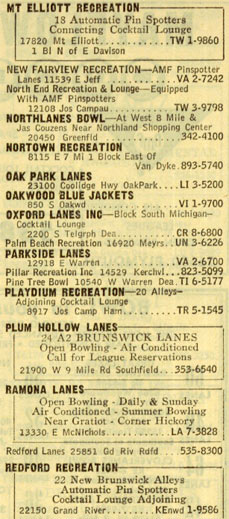 MT ELLIOTT RECREATION
18 Automatic Pin Spotters
Connecting Cocktail Lounge
17820 Mt Elliott TW 1-9860
1 Bl N of E Davison
NEW FAIRVIEW RECREATION—AMF Pinspotter
Lanes 11539 E Jeff VA 2-7242
North End Recreation & Lounge—Equipped
With AMF Pinspotters
12108 Jos Campau TW 3-9798
NORTHLANES BOWL—At West 8 Mile &
Jas Couzens Near Northland Shopping Center
20450 Greenfld 342-4100
NORTOWN RECREATION
8115 E 7 Mi 1 Block East Of
Van Dyke 893-5740
OAK PARK LANES
23100 Coolidge Hwy OakPark LI 3-5200
OAKWOOD BLUE JACKETS
850 S Oakwd VI 1-9700
OXFORD LANES INC—Block South Michigan—
Cocktail Lounge
2200 S Telgrph Dea CR 8-6800
Palm Beach Recreation 16920 Meyrs UN 3-6226
PARKSIDE LANES
12918 E Warren VA 2-6700
Pillar Recreation Inc 14529 Kerchvl 823-5099
Pine Tree Bowl 10540 W Warren Dea TI 6-5177
PLAYDIUM RECREATION—20 Alleys—
Adjoining Cocktail Lounge
8917 Jos Camp Ham TR 5-1545
PLUM HOLLOW LANES
24 A2 BRUNSWICK LANES
Open Bowling - Air Conditioned
Call for League Reservations
21900 W 9 Mile Rd Southfield 353-6540
RAMONA LANES
Open Bowling - Daily & Sunday
Air Conditioned - Summer Bowling
Near Gratiot - Corner Hickory
13330 E McNichols LA 7-3828
Redford Lanes 25851 Gd Riv Rdfd 535-8300
REDFORD RECREATION
22 New Brunswick Alleys
Automatic Pin Spotters
Cocktail Lounge Adjoining
22150 Grand River KEnwd 1-9586